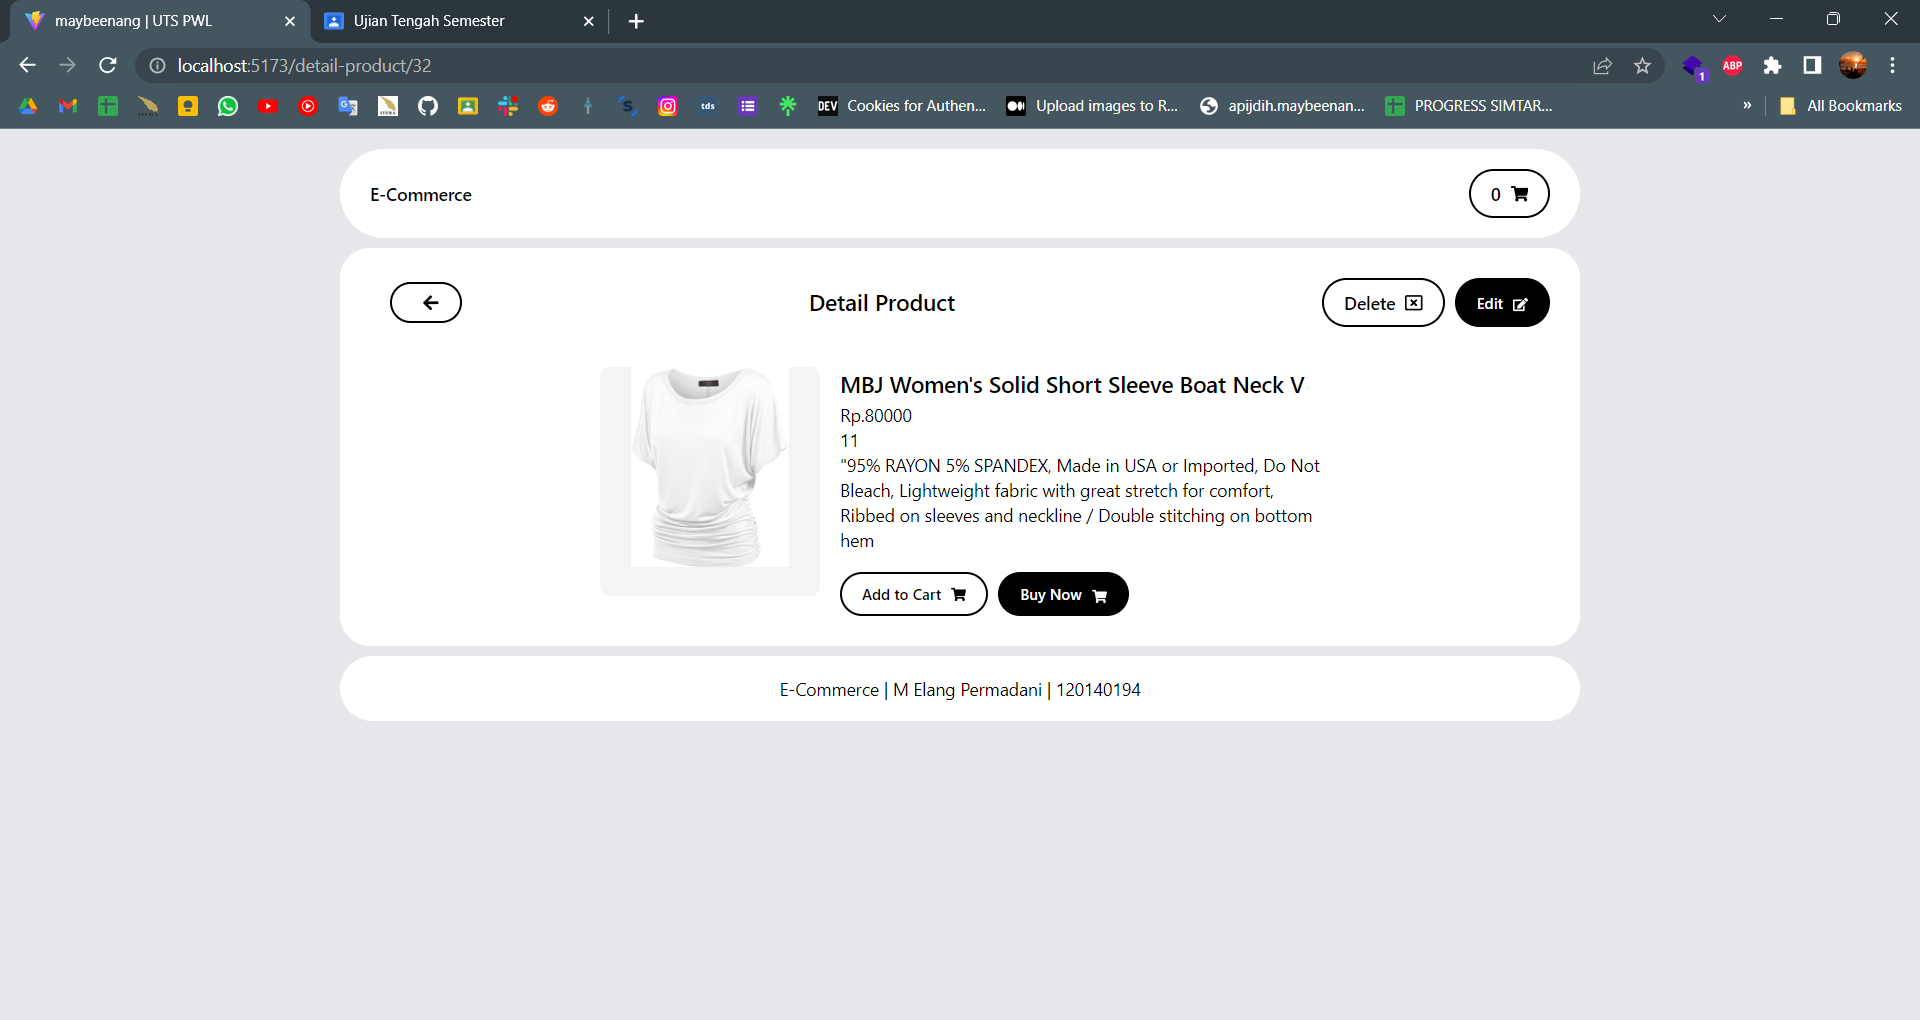 maybeenang | UTS PWL
Ujian Tengah Semester
localhost:5173/detail-product/32
ABP
1
tds
DEV
Cookies for Authen...
Upload images to R...
apijdih.maybeenan...
PROGRESS SIMTAR...
»
All Bookmarks
E-Commerce
0
Detail Product
Delete
Edit
MBJ Women's Solid Short Sleeve Boat Neck V
Rp.80000
11
"95% RAYON 5% SPANDEX, Made in USA or Imported, Do Not
Bleach, Lightweight fabric with great stretch for comfort,
Ribbed on sleeves and neckline / Double stitching on bottom
hem
Add to Cart
Buy Now
E-Commerce | M Elang Permadani | 120140194